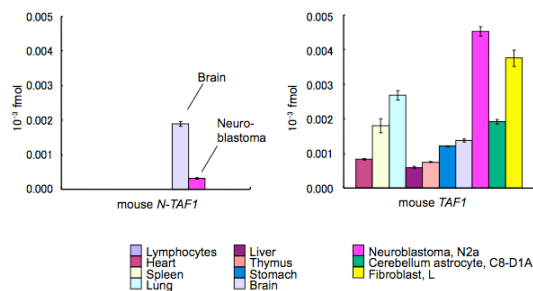 0.005
0.004
0.003
0.002
0.001
0.000
10⁻³ fmol
Brain
Neuro-
blastoma
mouse N-TAF1
0.005
0.004
0.003
0.002
0.001
0.000
10⁻³ fmol
mouse TAF1
Lymphocytes
Heart
Spleen
Lung
Liver
Thymus
Stomach
Brain
Neuroblastoma, N2a
Cerebellum astrocyte, C8-D1A
Fibroblast, L